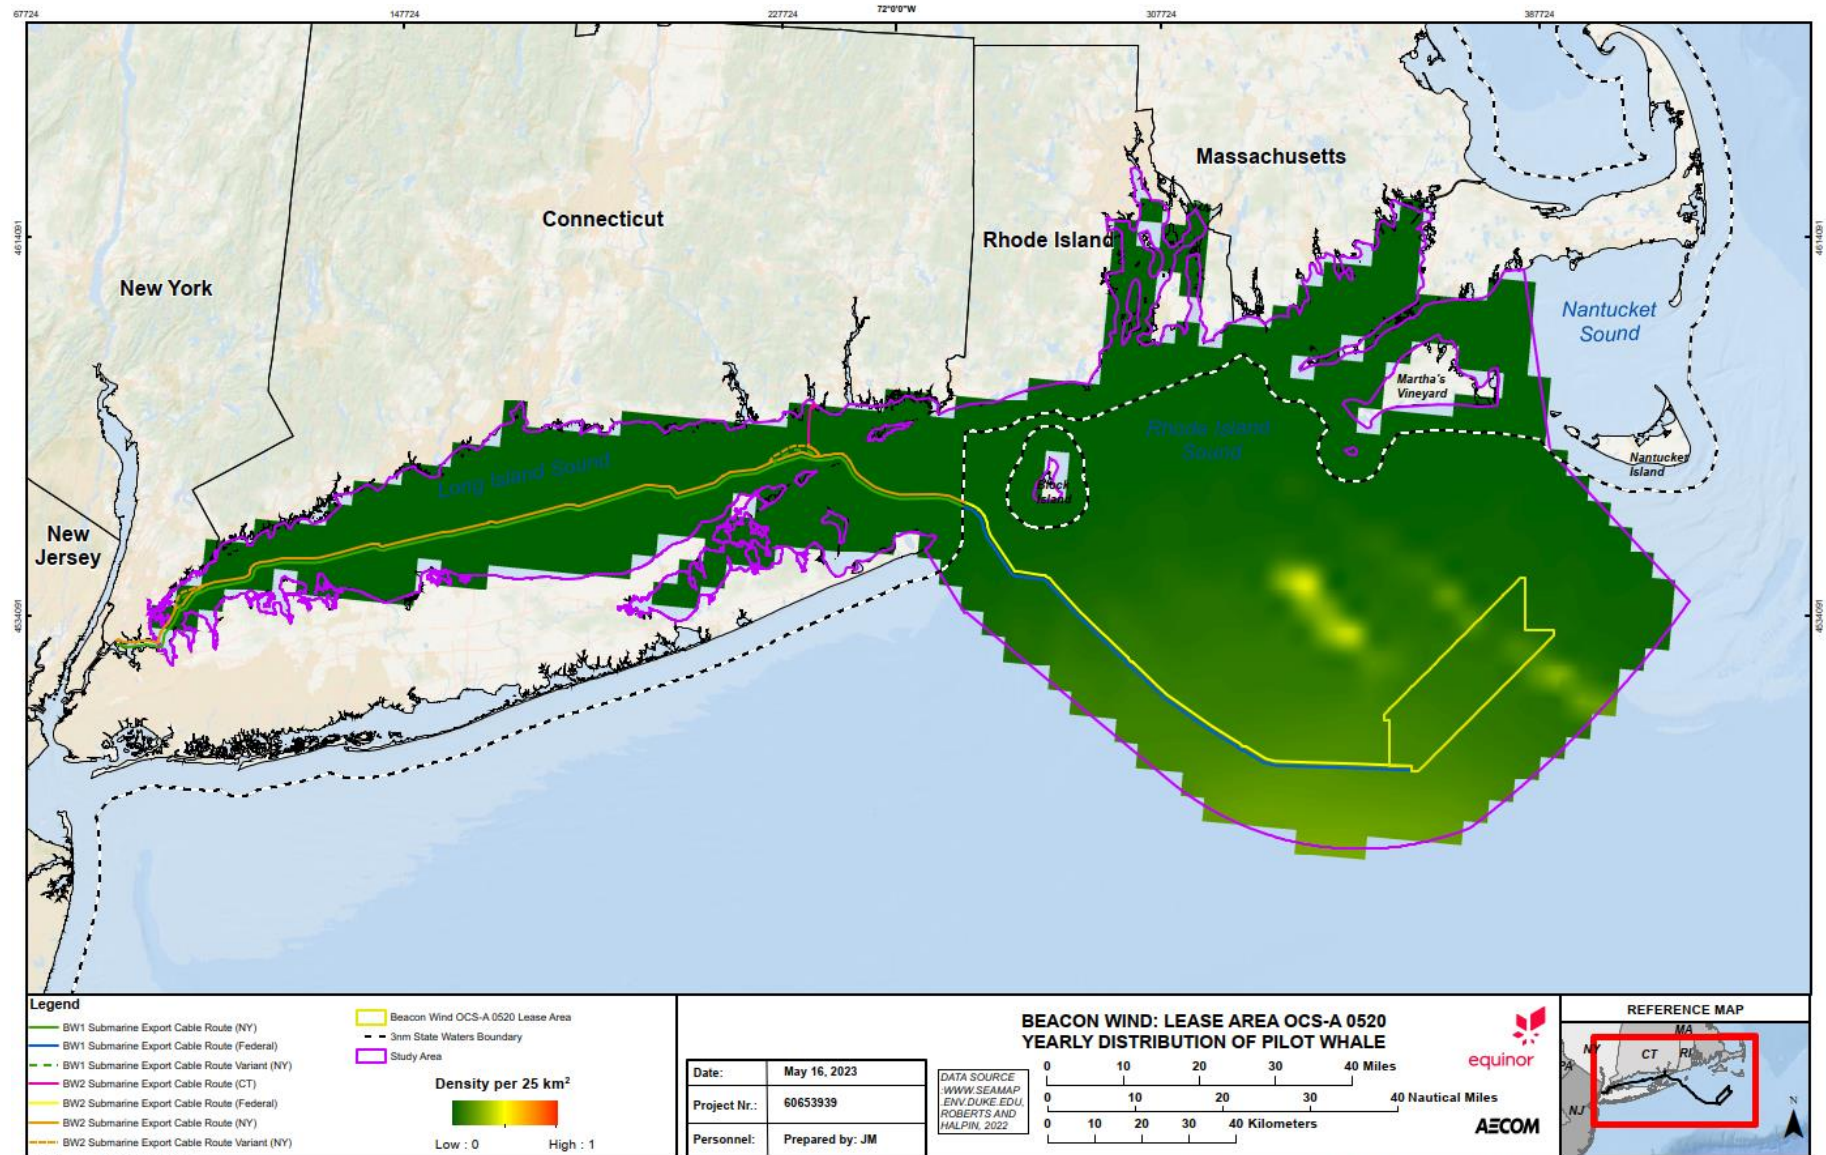 67724
147724
227724
72°0'0"W
307724
387724
4614091
4614091
4534091
4534091
Massachusetts
Connecticut
Rhode Island
New York
Nantucket
Sound
Martha's
Vineyard
Rhode Island
Sound
Long Island Sound
Nantucket
Island
Block
Island
New
Jersey
Legend
BW1 Submarine Export Cable Route (NY)
BW1 Submarine Export Cable Route (Federal)
BW1 Submarine Export Cable Route Variant (NY)
BW2 Submarine Export Cable Route (CT)
BW2 Submarine Export Cable Route (Federal)
BW2 Submarine Export Cable Route (NY)
BW2 Submarine Export Cable Route Variant (NY)
Beacon Wind OCS-A 0520 Lease Area
3nm State Waters Boundary
Study Area
Density per 25 km²
Low : 0
High : 1
Date: May 16, 2023
Project Nr.: 60653939
Personnel: Prepared by: JM
DATA SOURCE
:WWW.SEAMAP
.ENV.DUKE.EDU,
ROBERTS AND
HALPIN, 2022
BEACON WIND: LEASE AREA OCS-A 0520
YEARLY DISTRIBUTION OF PILOT WHALE
0 10 20 30 40 Miles
0 10 20 30 40 Nautical Miles
0 10 20 30 40 Kilometers
equinor
AECOM
REFERENCE MAP
MA
NY
CT
RI
PA
NJ
N